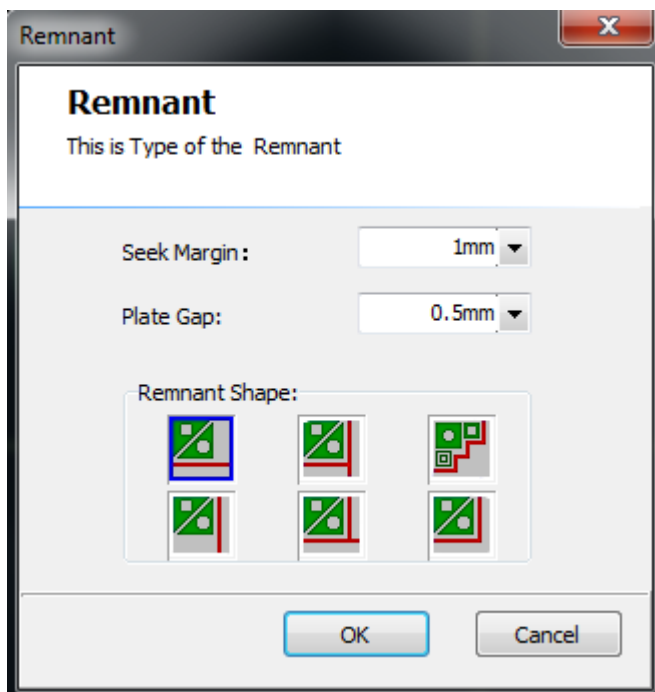 Remnant
Remnant
This is Type of the Remnant
Seek Margin:
1mm
Plate Gap:
0.5mm
Remnant Shape:
OK
Cancel